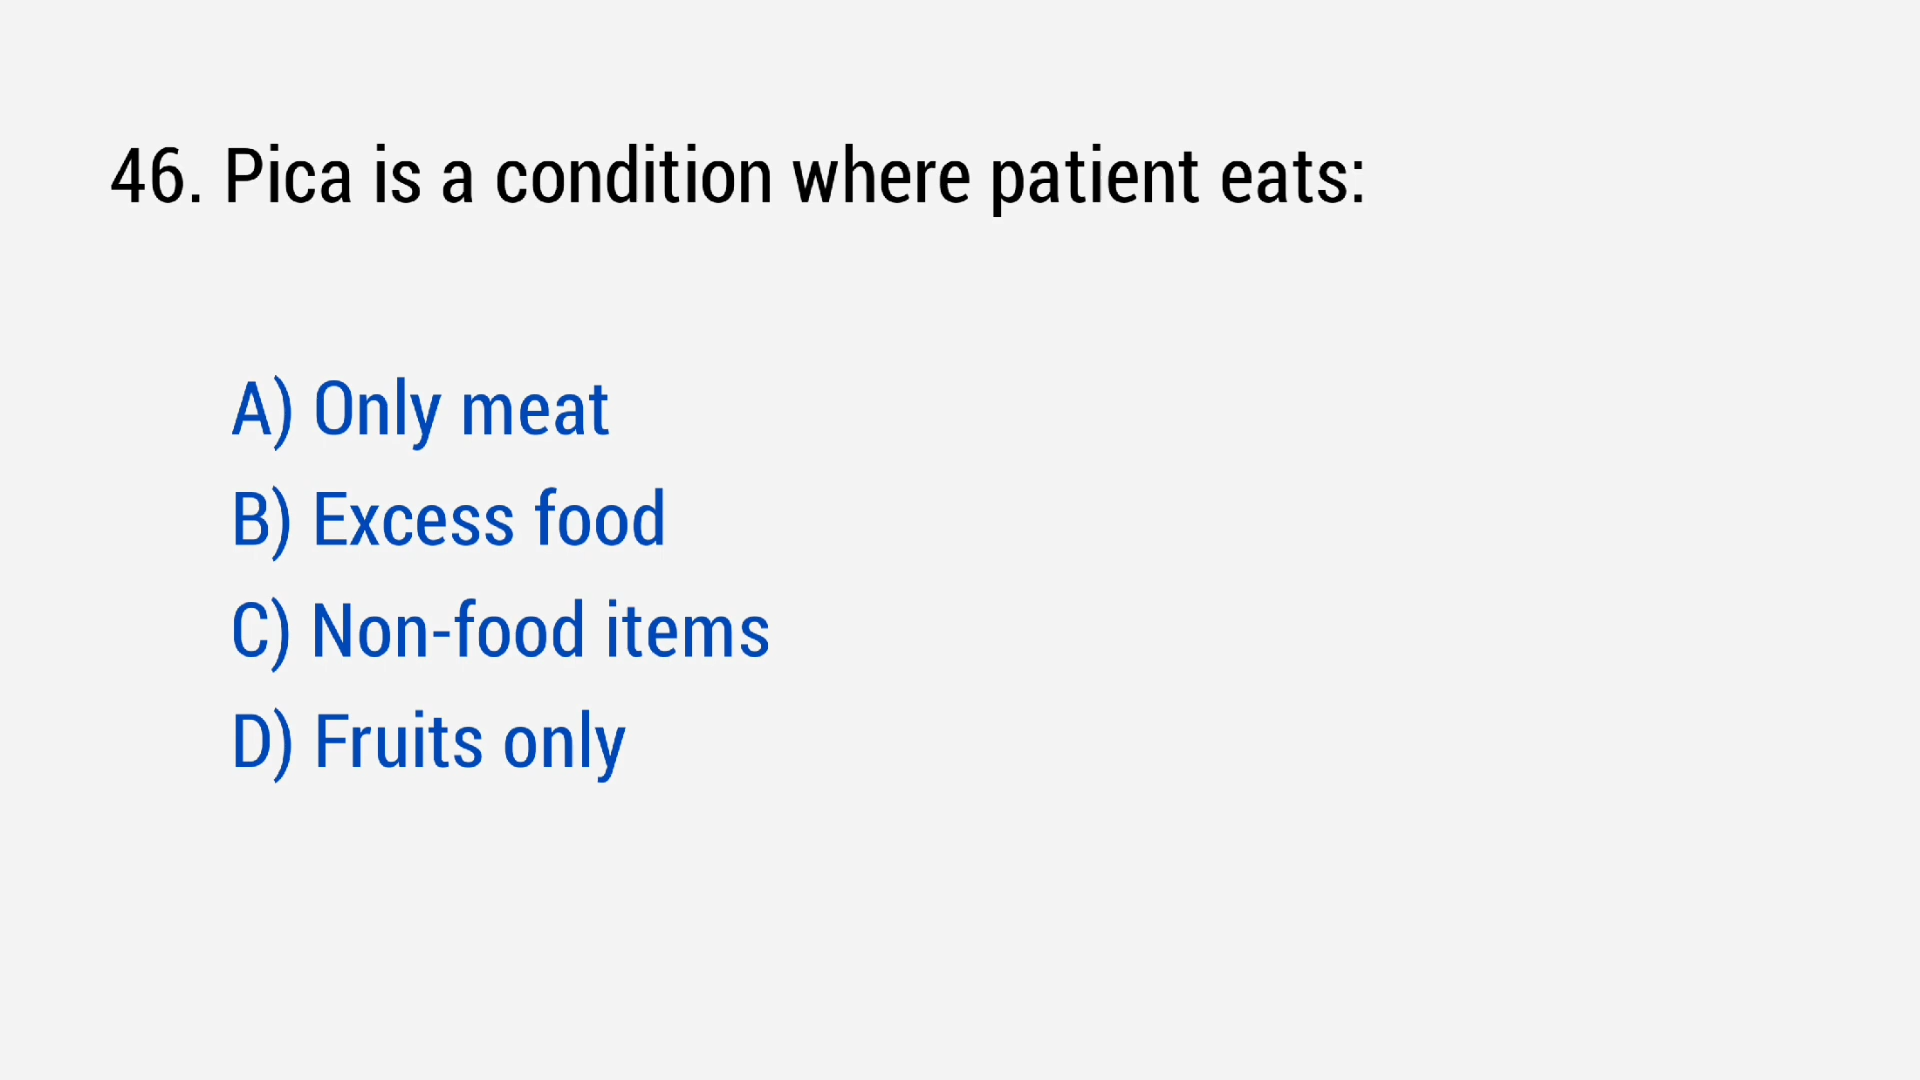 46. Pica is a condition where patient eats:
A) Only meat
B) Excess food
C) Non-food items
D) Fruits only